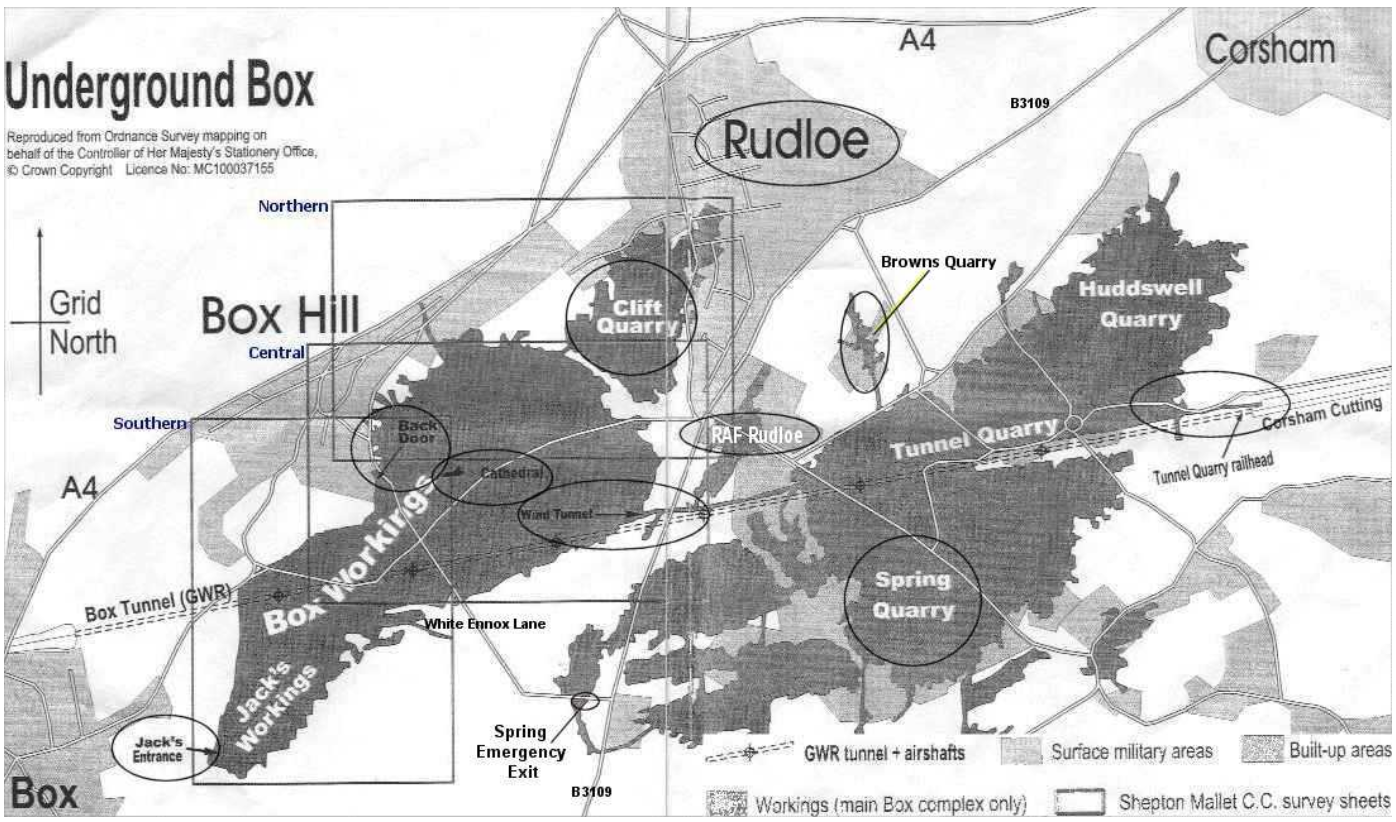 A4
Corsham
Underground Box
B3109
Reproduced from Ordnance Survey mapping on
behalf of the Controller of Her Majesty's Stationery Office,
© Crown Copyright Licence No: MC100037155
Rudloe
Northern
Browns Quarry
Huddswell
Quarry
Grid
North
Box Hill
Clift
Quarry
Central
Southern
Back
Door
RAF Rudloe
Tunnel Quarry
Corsham Cutting
Cathedral
Tunnel Quarry railhead
A4
Wind Tunnel
Box Workings
Spring
Quarry
Box Tunnel (GWR)
White Ennox Lane
Jack's
Workings
Jack's
Entrance
Spring
Emergency
Exit
GWR tunnel + airshafts
Surface military areas
Built-up areas
Box
B3109
Workings (main Box complex only)
Shepton Mallet C.C. survey sheets